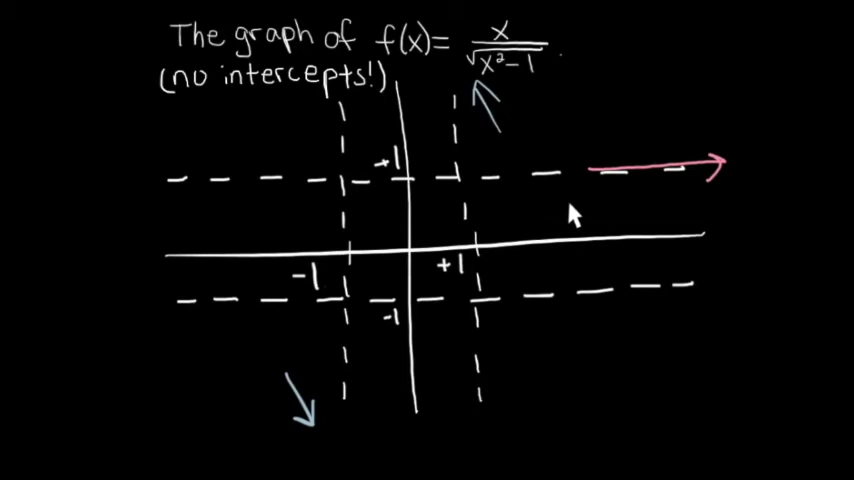 The graph of f(x) = x/√(x²-1)
(no intercepts!)
+1
-1
+1
-1